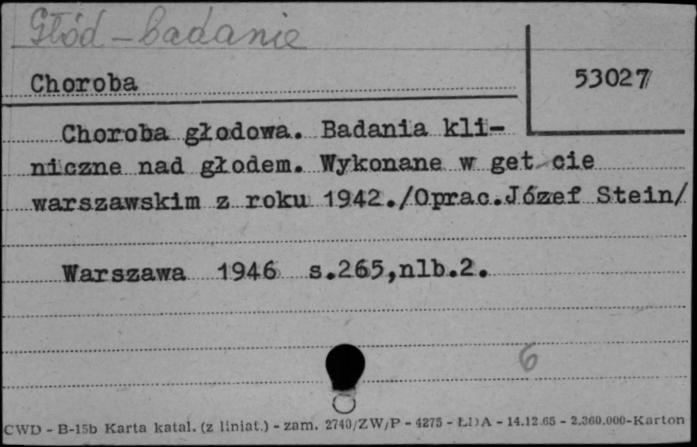 Głód - badanie
Choroba
53027
Choroba głodowa. Badania kli-
niczne nad głodem. Wykonane w get cie
warszawskim z roku 1942./Oprac.Józef Stein/
Warszawa 1946 s.265,nlb.2.
6
CWD - B-15b Karta katal. (z liniat.) - zam. 2740/ZW/P - 4275 - ŁDA - 14.12.65 - 2.360.000-Karton